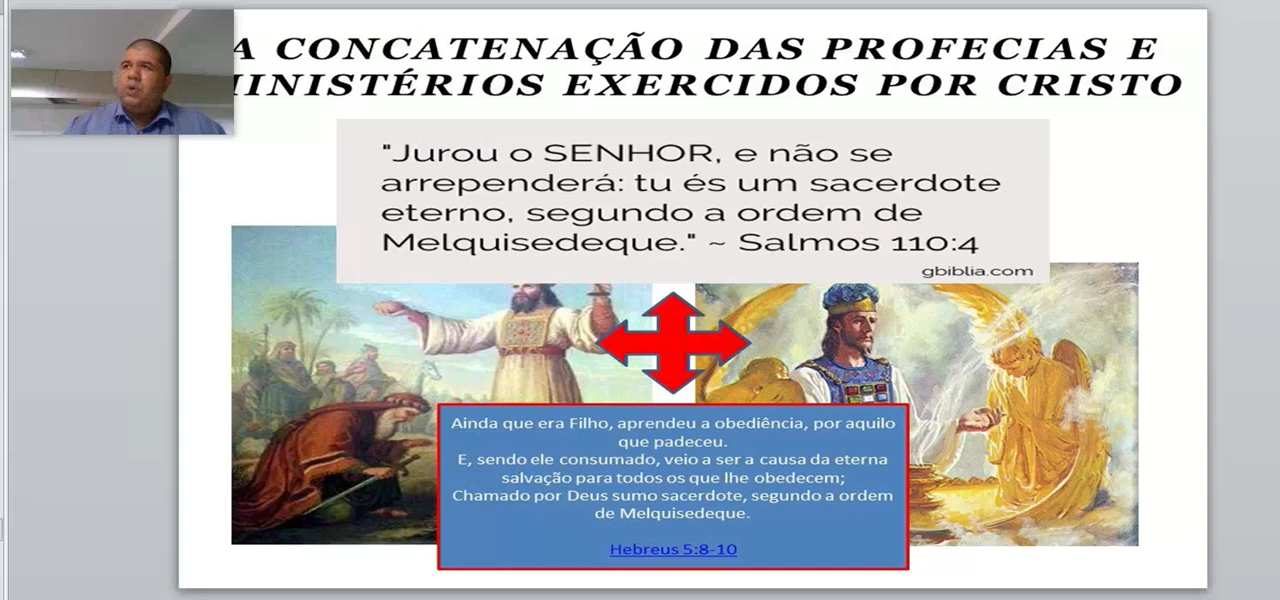 A CONCATENAÇÃO DAS PROFECIAS E
INISTÉRIOS EXERCIDOS POR CRISTO
"Jurou o SENHOR, e não se
arrependerá: tu és um sacerdote
eterno, segundo a ordem de
Melquisedeque." ~ Salmos 110:4
gbiblia.com
Ainda que era Filho, aprendeu a obediência, por aquilo
que padeceu.
E, sendo ele consumado, veio a ser a causa da eterna
salvação para todos os que lhe obedecem;
Chamado por Deus sumo sacerdote, segundo a ordem
de Melquisedeque.
Hebreus 5:8-10